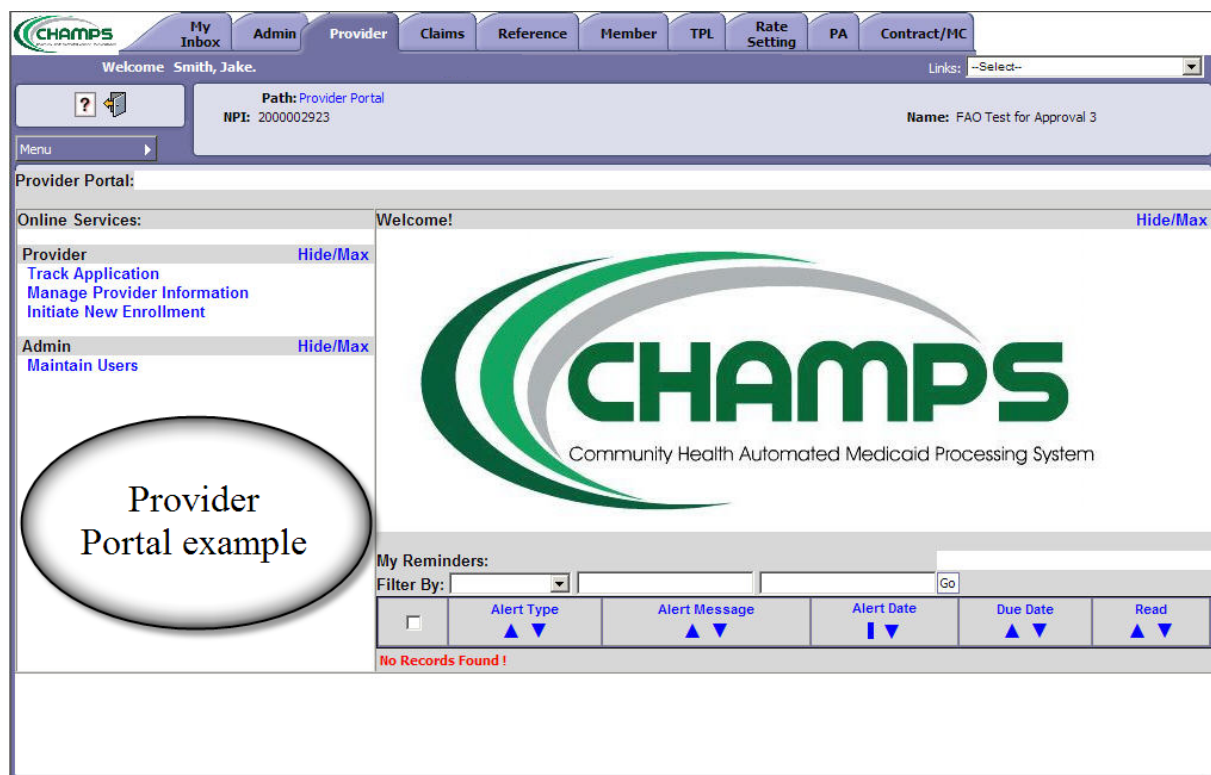 CHAMPS
My Inbox
Admin
Provider
Claims
Reference
Member
TPL
Rate Setting
PA
Contract/MC
Welcome Smith, Jake.
Links: --Select--
?
Path: Provider Portal
NPI: 2000002923
Name: FAO Test for Approval 3
Menu
Provider Portal:
Online Services:
Provider Hide/Max
Track Application
Manage Provider Information
Initiate New Enrollment
Admin Hide/Max
Maintain Users
Provider
Portal example
Welcome! Hide/Max
CHAMPS
Community Health Automated Medicaid Processing System
My Reminders:
Filter By: Go
Alert Type Alert Message Alert Date Due Date Read
No Records Found !